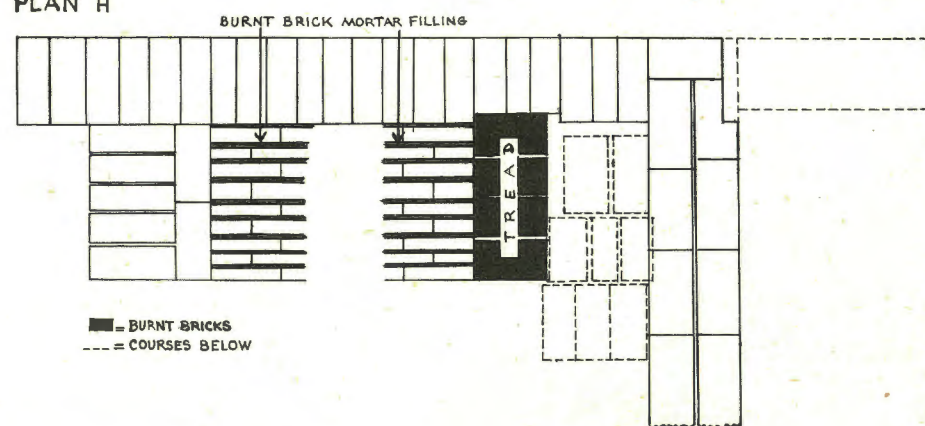 PLAN H
BURNT BRICK MORTAR FILLING
TREAD
= BURNT BRICKS
--- = COURSES BELOW